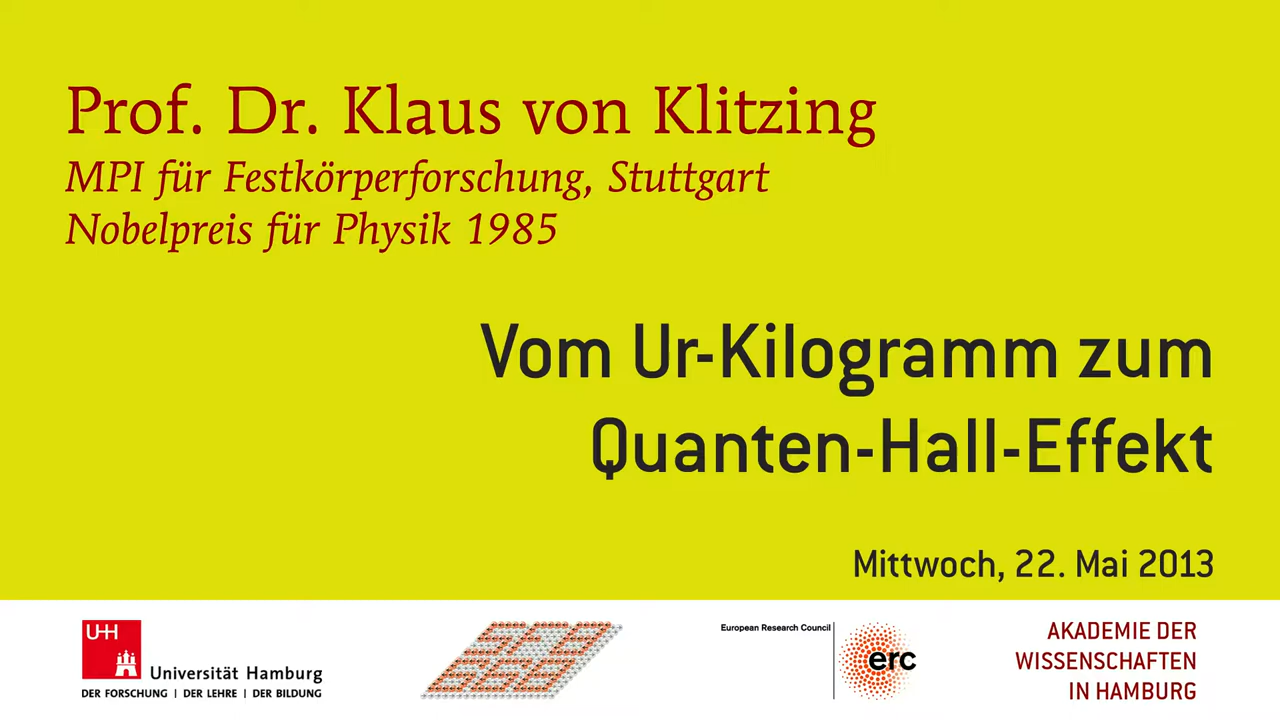 Prof. Dr. Klaus von Klitzing
MPI für Festkörperforschung, Stuttgart
Nobelpreis für Physik 1985
Vom Ur-Kilogramm zum
Quanten-Hall-Effekt
Mittwoch, 22. Mai 2013
UHH
Universität Hamburg
DER FORSCHUNG | DER LEHRE | DER BILDUNG
European Research Council
erc
AKADEMIE DER
WISSENSCHAFTEN
IN HAMBURG